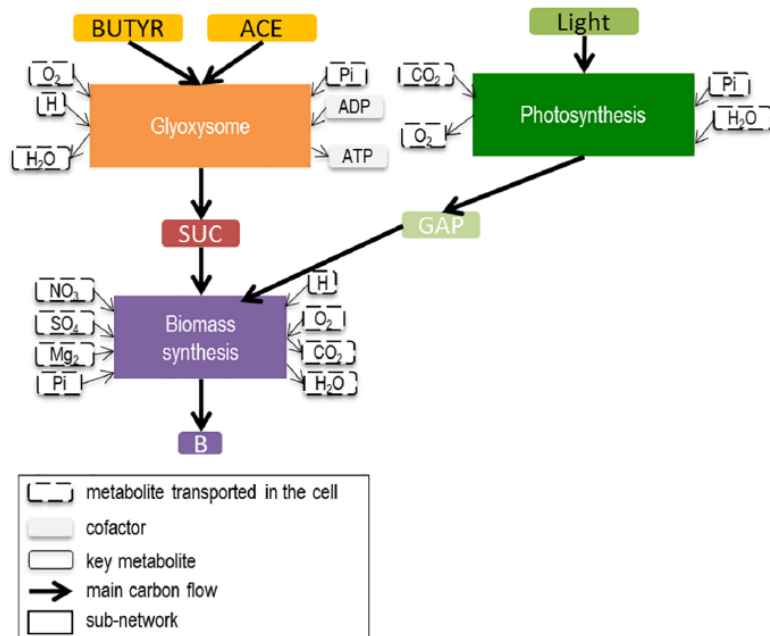 BUTYR ACE Light
O₂ Pi CO₂ Pi
H Glyoxysome ADP Photosynthesis
H₂O ATP O₂ H₂O
SUC GAP
NO₃ H
SO₄ Biomass O₂
Mg₂ synthesis CO₂
Pi H₂O
B
metabolite transported in the cell
cofactor
key metabolite
main carbon flow
sub-network